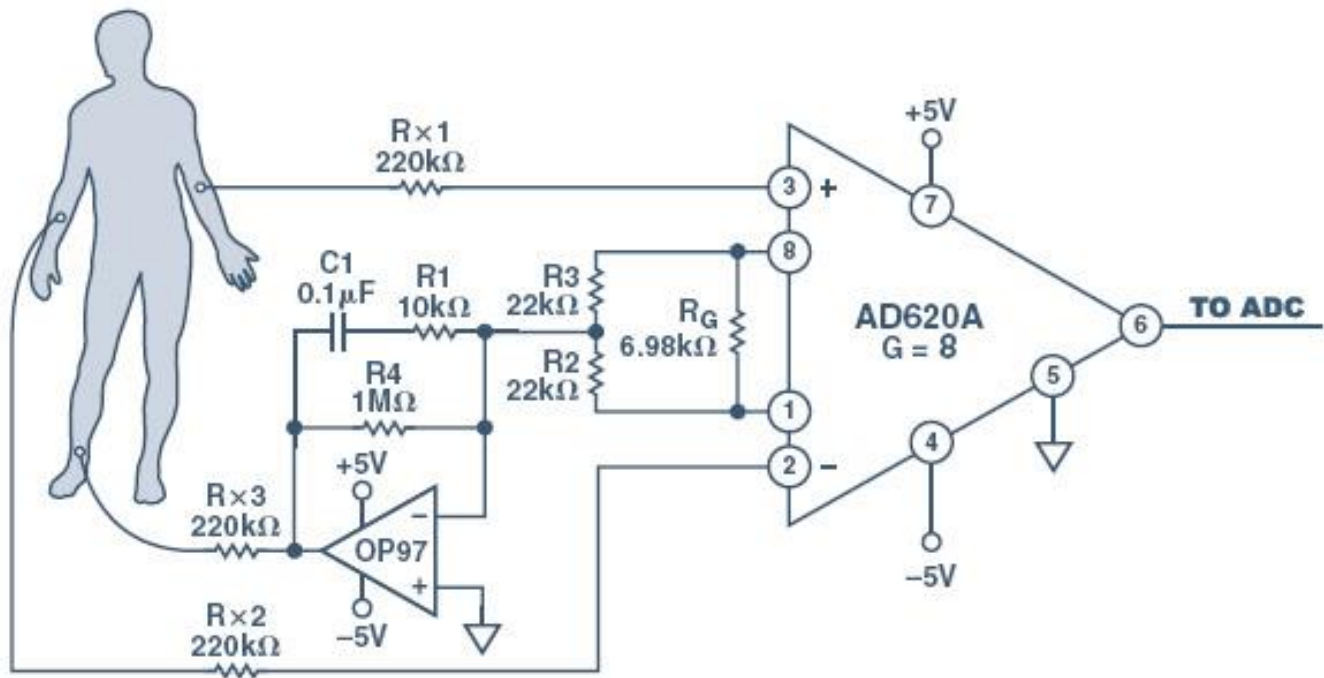 R×1
220kΩ
+5V
3
+
7
8
C1
0.1μF
R1
10kΩ
R3
22kΩ
RG
6.98kΩ
AD620A
G = 8
6
TO ADC
R4
1MΩ
R2
22kΩ
5
1
4
2
–
+5V
R×3
220kΩ
–
OP97
+
–5V
–5V
R×2
220kΩ